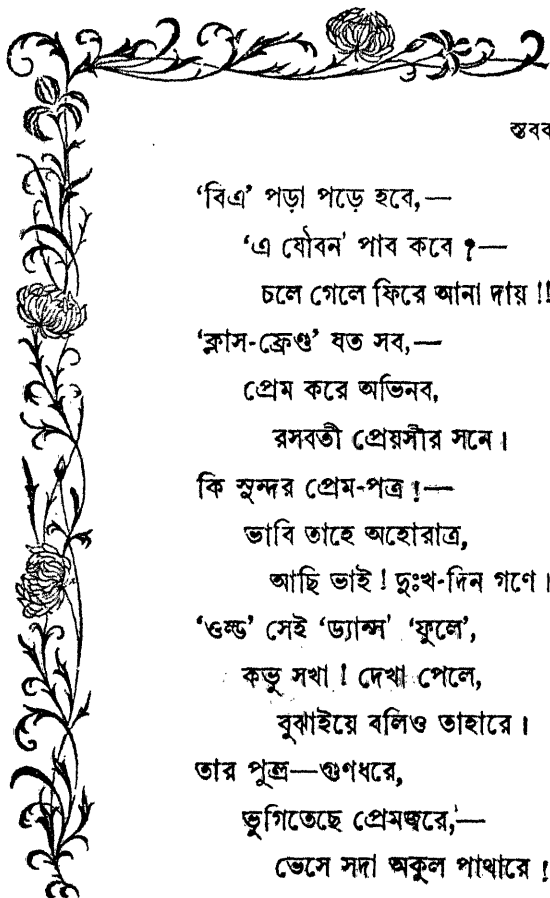 স্তবক
‘বিএ’ পড়া পড়ে হবে,—
‘এ যৌবন’ পাব কবে ?—
চলে গেলে ফিরে আনা দায় !!
‘ক্লাস-ফ্রেণ্ড’ যত সব,—
প্রেম করে অভিনব,
রসবতী প্রেয়সীর সনে ।
কি সুন্দর প্রেম-পত্র !—
ভাবি তাহে অহোরাত্র,
আছি ভাই ! দুঃখ-দিন গণে ।
‘ওল্ড’ সেই ‘ড্যান্স’ ‘ফুলে’,
কভু সখা ! দেখা পেলে,
বুঝাইয়ে বলিও তাহারে ।
তার পুত্র—গুণধরে,
ভুগিতেছে প্রেমজ্বরে,—
ভেসে সদা অকুল পাথারে !